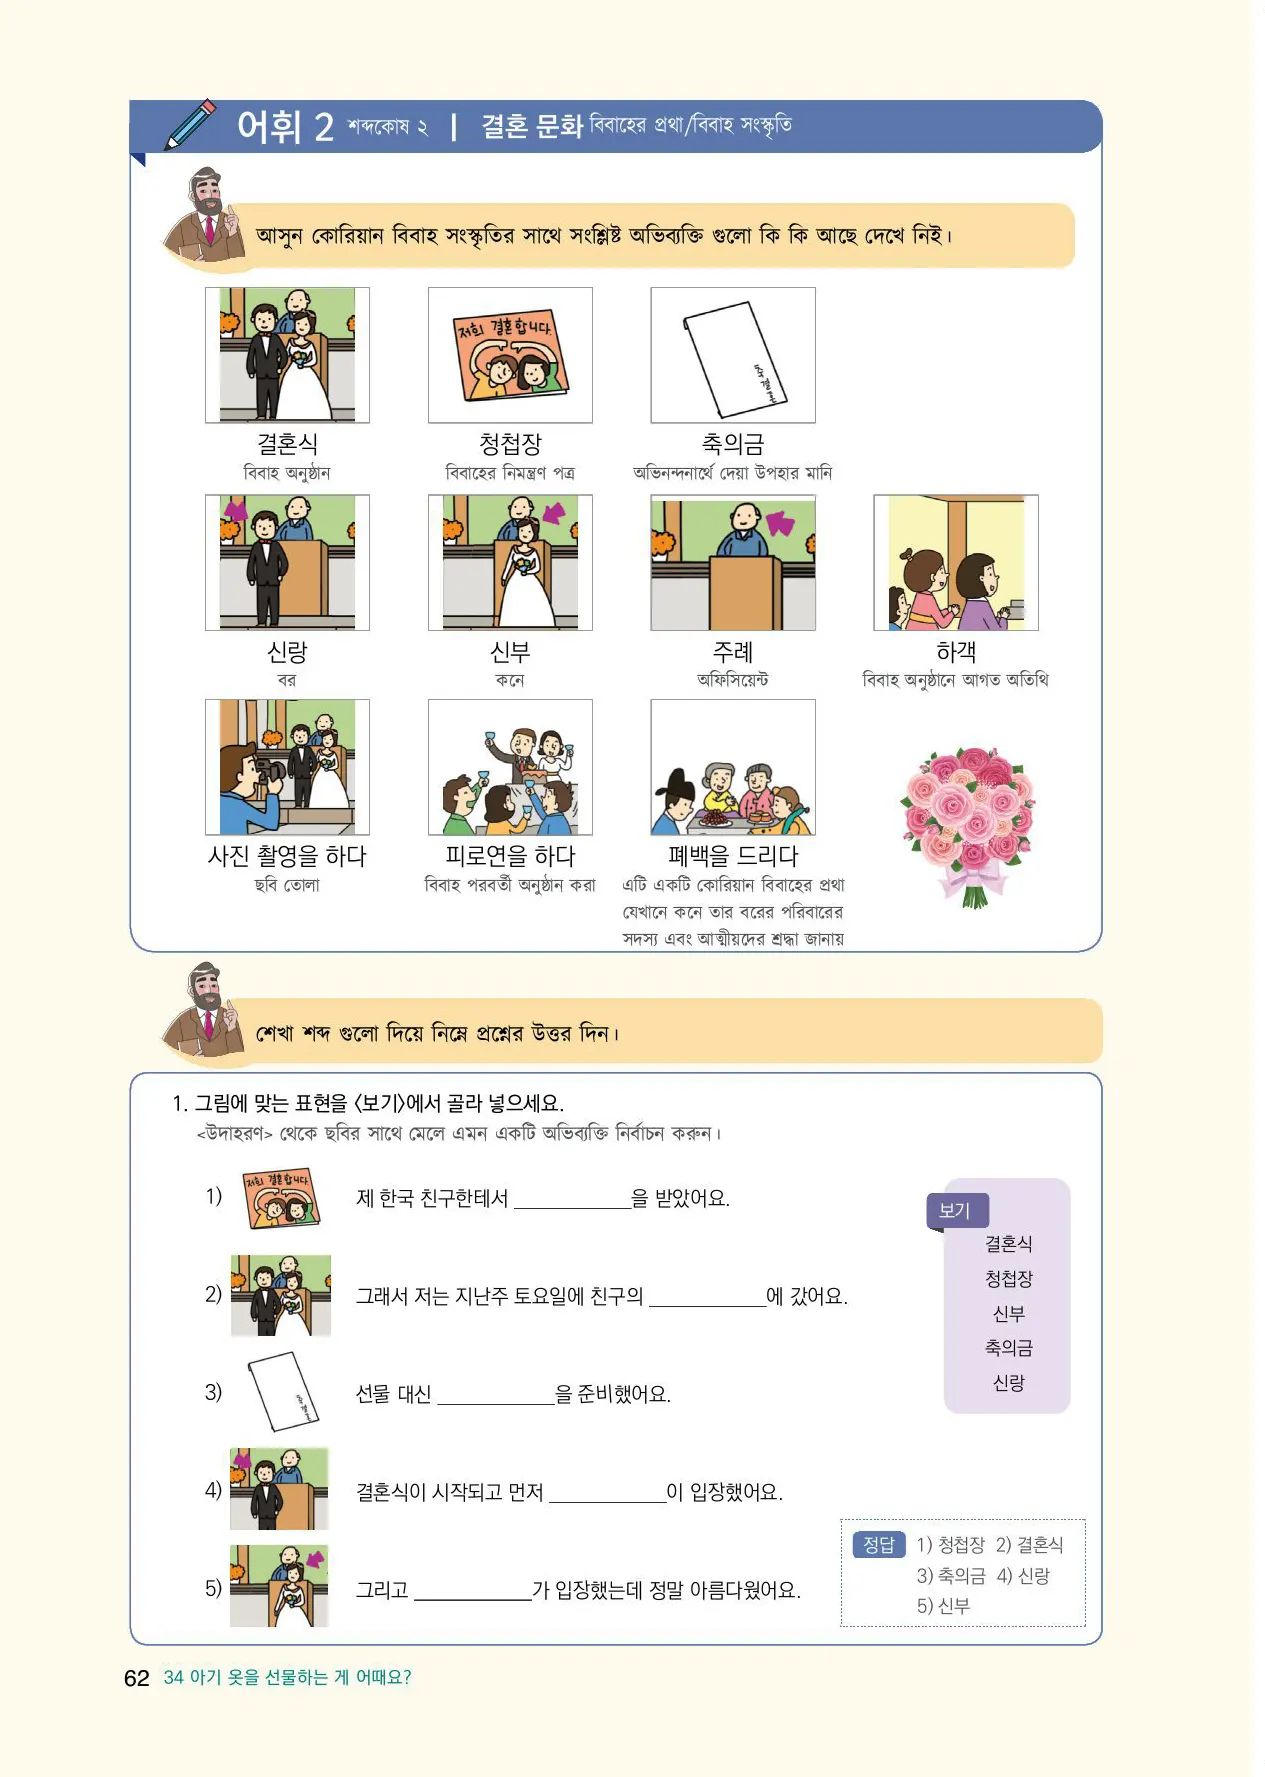 어휘 2 শব্দকোষ ২ | 결혼 문화 বিবাহের প্রথা/বিবাহ সংস্কৃতি
আসুন কোরিয়ান বিবাহ সংস্কৃতির সাথে সংশ্লিষ্ট অভিব্যক্তি গুলো কি কি আছে দেখে নিই।
저희 결혼합니다.
결혼식 청첩장 축의금
বিবাহ অনুষ্ঠান বিবাহের নিমন্ত্রণ পত্র অভিনন্দনার্থে দেয়া উপহার মানি
신랑 신부 주례 하객
বর কনে অফিসিয়েন্ট বিবাহ অনুষ্ঠানে আগত অতিথি
사진 촬영을 하다 피로연을 하다 폐백을 드리다
ছবি তোলা বিবাহ পরবর্তী অনুষ্ঠান করা এটি একটি কোরিয়ান বিবাহের প্রথা
যেখানে কনে তার বরের পরিবারের
সদস্য এবং আত্মীয়দের শ্রদ্ধা জানায়
শেখা শব্দ গুলো দিয়ে নিম্নে প্রশ্নের উত্তর দিন।
1. 그림에 맞는 표현을 <보기>에서 골라 넣으세요.
<উদাহরণ> থেকে ছবির সাথে মেলে এমন একটি অভিব্যক্তি নির্বাচন করুন।
저희 결혼합니다.
1) 제 한국 친구한테서 ____________을 받았어요.
2) 그래서 저는 지난주 토요일에 친구의 ____________에 갔어요.
3) 선물 대신 ____________을 준비했어요.
4) 결혼식이 시작되고 먼저 ____________이 입장했어요.
5) 그리고 ____________가 입장했는데 정말 아름다웠어요.
보기
결혼식
청첩장
신부
축의금
신랑
정답 1) 청첩장 2) 결혼식
3) 축의금 4) 신랑
5) 신부
62 34 아기 옷을 선물하는 게 어때요?